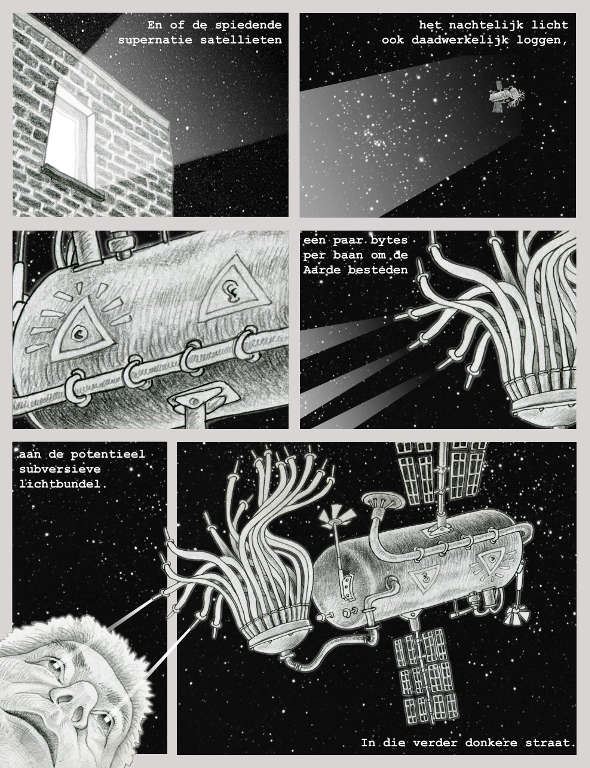 En of de spiedende
supernatie satellieten
het nachtelijk licht
ook daadwerkelijk loggen,
een paar bytes
per baan om de
Aarde besteden
aan de potentieel
subversieve
lichtbundel.
In die verder donkere straat.